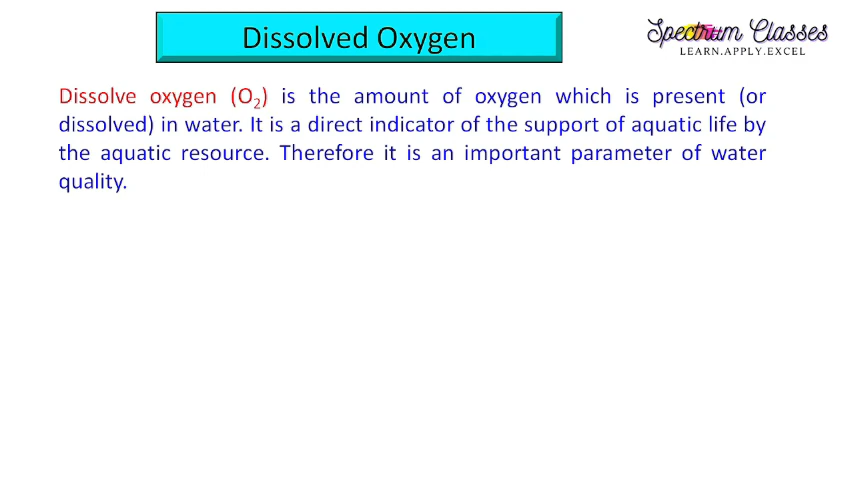 Dissolved Oxygen
Spectrum Classes
LEARN.APPLY.EXCEL
Dissolve oxygen (O₂) is the amount of oxygen which is present (or
dissolved) in water. It is a direct indicator of the support of aquatic life by
the aquatic resource. Therefore it is an important parameter of water
quality.